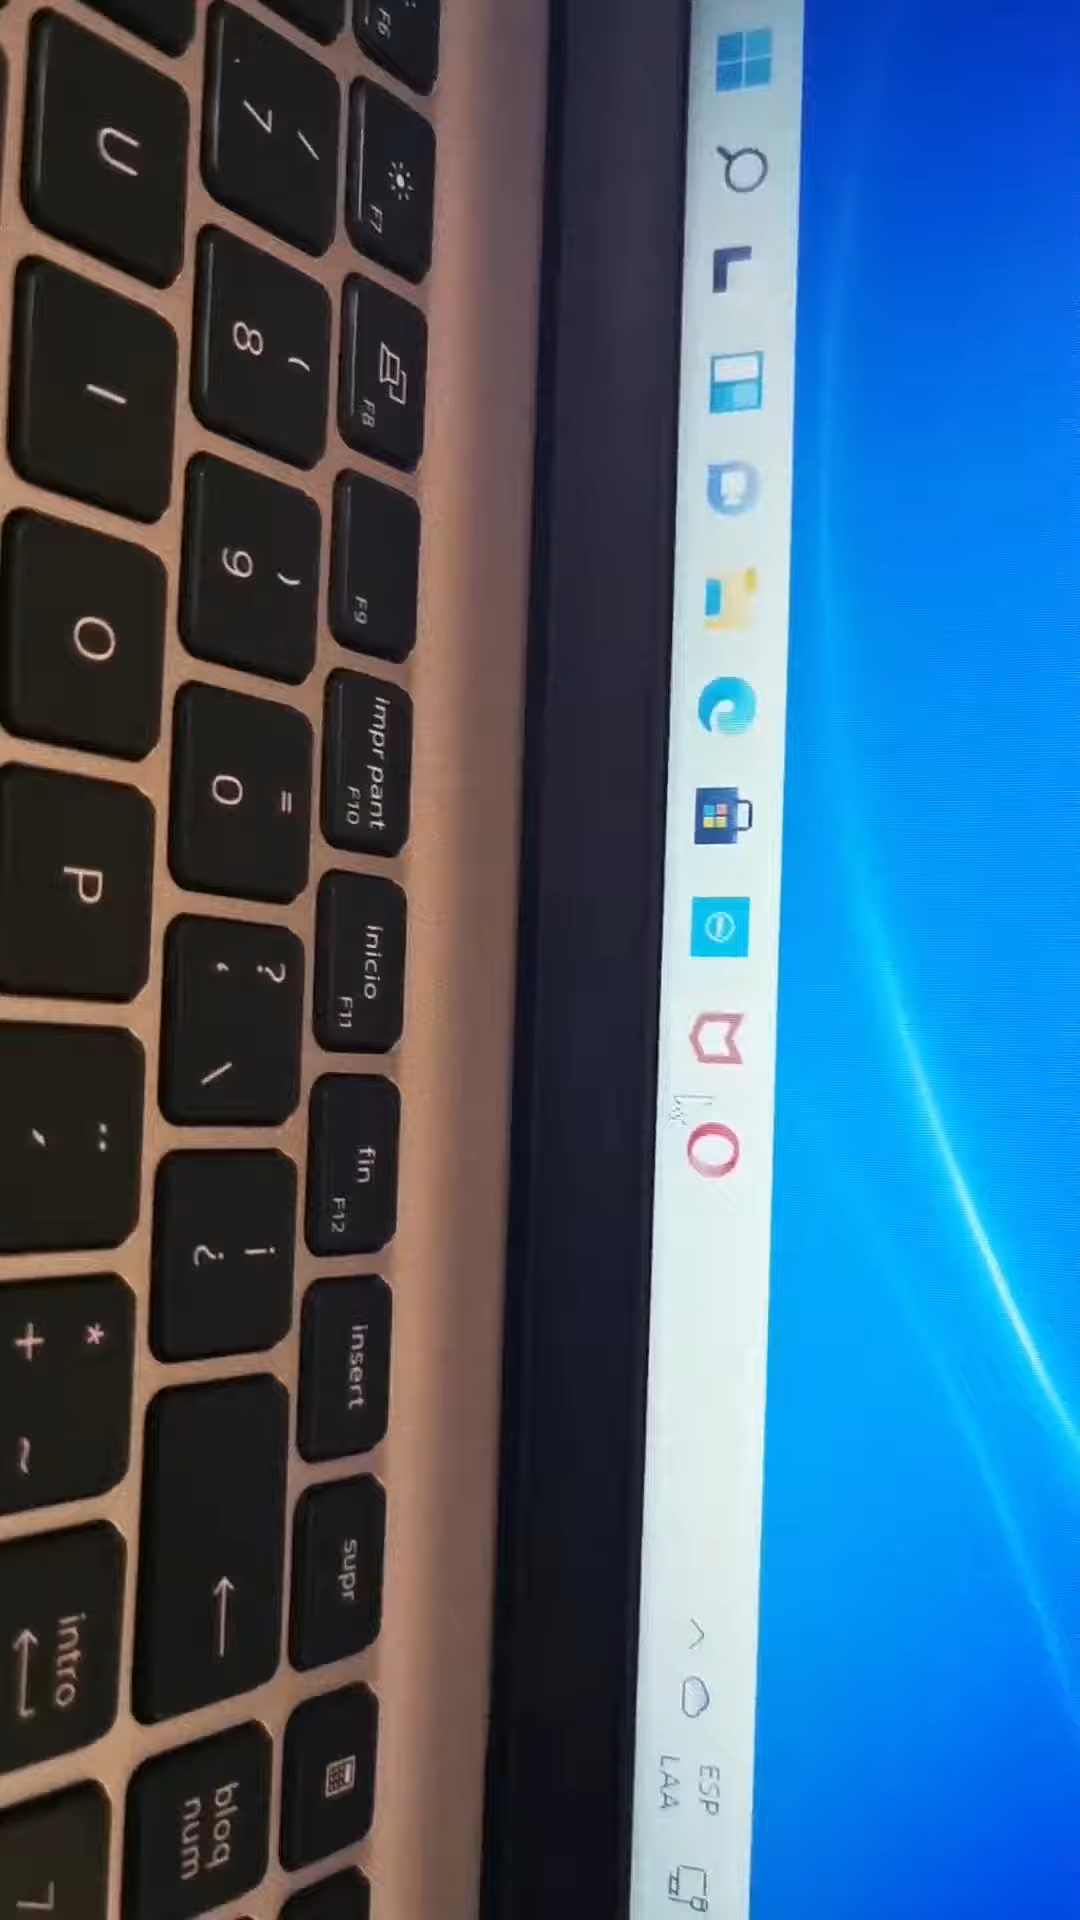 F6
F7
F8
F9
impr pant
F10
inicio
F11
fin
F12
insert
supr
/
7
(
8
)
9
=
0
?
'
\
¡
¿
←
bloq
num
U
I
O
P
¨
´
*
+
~
intro
7
ESP
LAA